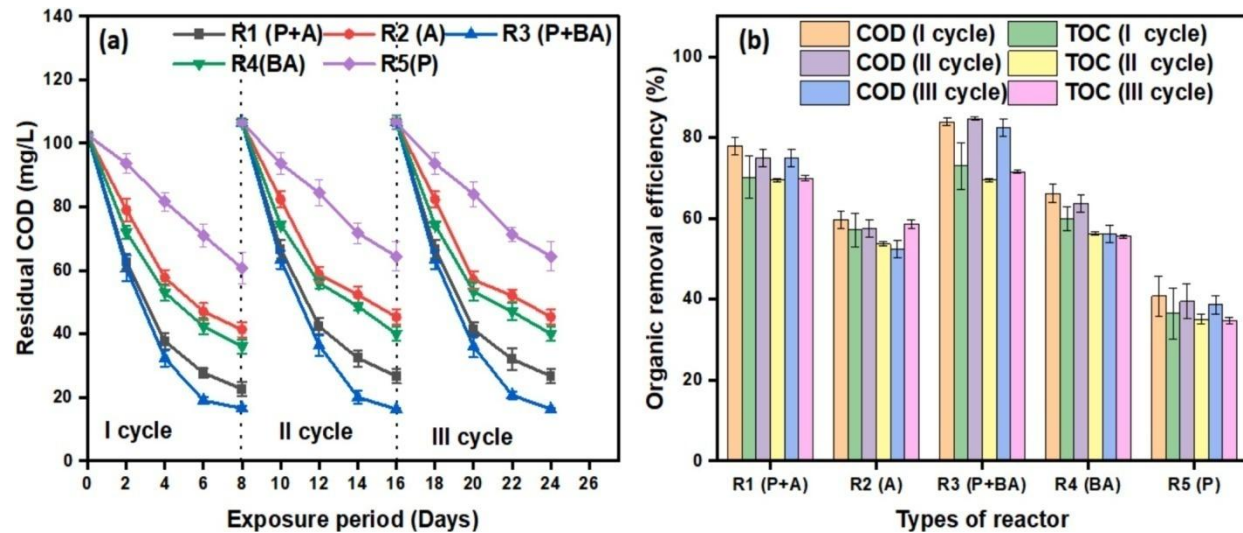 (a)
R1 (P+A) R2 (A) R3 (P+BA)
R4(BA) R5(P)
140
120
100
80
60
40
20
0
Residual COD (mg/L)
I cycle II cycle III cycle
0 2 4 6 8 10 12 14 16 18 20 22 24 26
Exposure period (Days)
(b)
COD (I cycle) TOC (I cycle)
COD (II cycle) TOC (II cycle)
COD (III cycle) TOC (III cycle)
100
80
60
40
20
0
Organic removal efficiency (%)
R1 (P+A) R2 (A) R3 (P+BA) R4 (BA) R5 (P)
Types of reactor